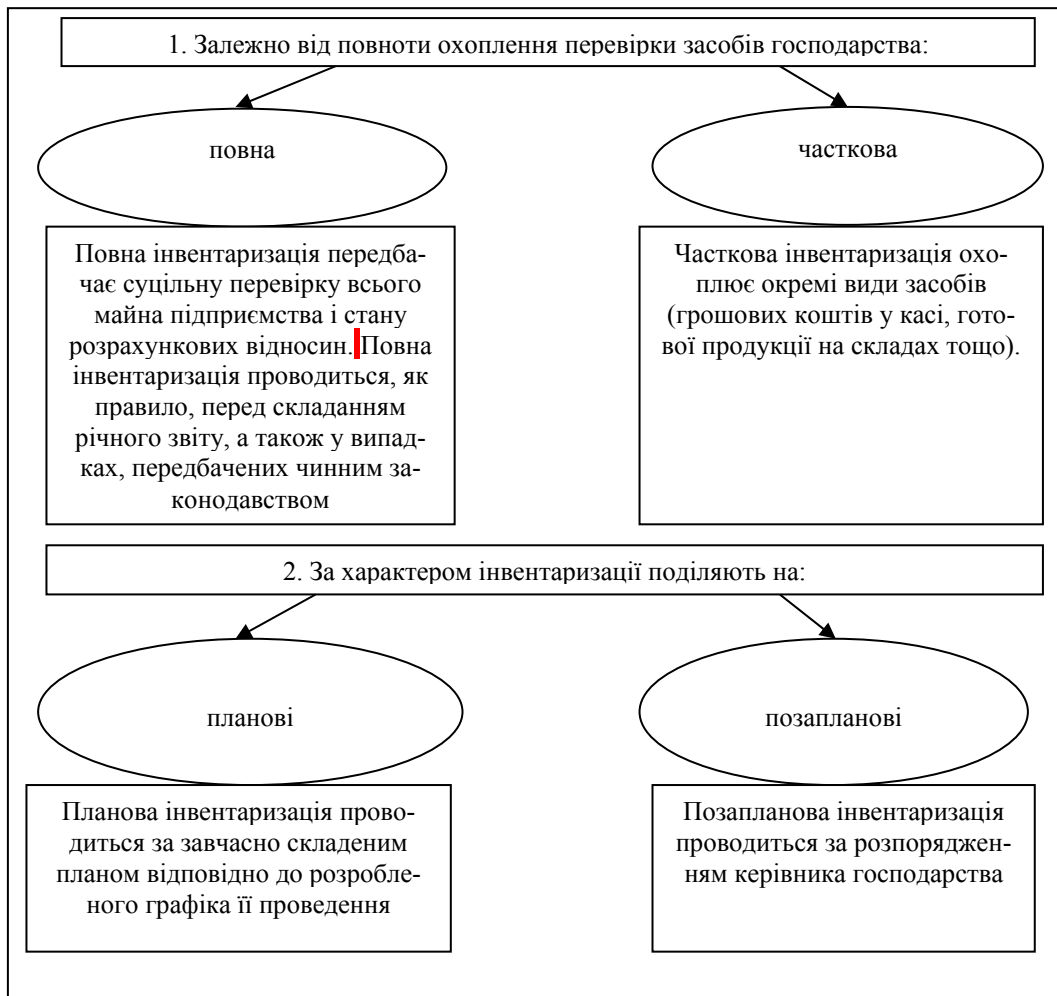 1. Залежно від повноти охоплення перевірки засобів господарства:
повна
часткова
Повна інвентаризація передба-
чає суцільну перевірку всього
майна підприємства і стану
розрахункових відносин. Повна
інвентаризація проводиться, як
правило, перед складанням
річного звіту, а також у випад-
ках, передбачених чинним за-
конодавством
Часткова інвентаризація охо-
плює окремі види засобів
(грошових коштів у касі, гото-
вої продукції на складах тощо).
2. За характером інвентаризації поділяють на:
планові
позапланові
Планова інвентаризація прово-
диться за завчасно складеним
планом відповідно до розробле-
ного графіка її проведення
Позапланова інвентаризація
проводиться за розпоряджен-
ням керівника господарства